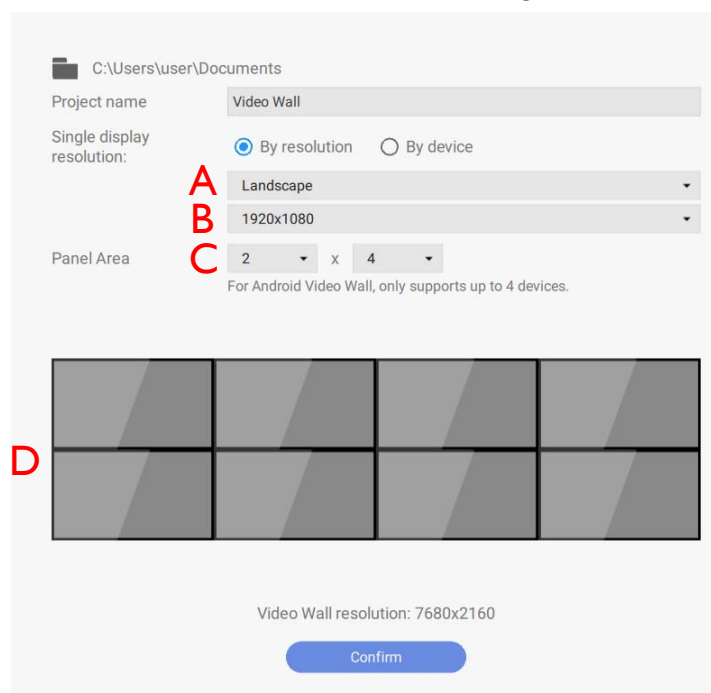 C:\Users\user\Documents
Project name Video Wall
Single display resolution: By resolution By device
A Landscape
B 1920x1080
Panel Area C 2 x 4
For Android Video Wall, only supports up to 4 devices.
D
Video Wall resolution: 7680x2160
Confirm